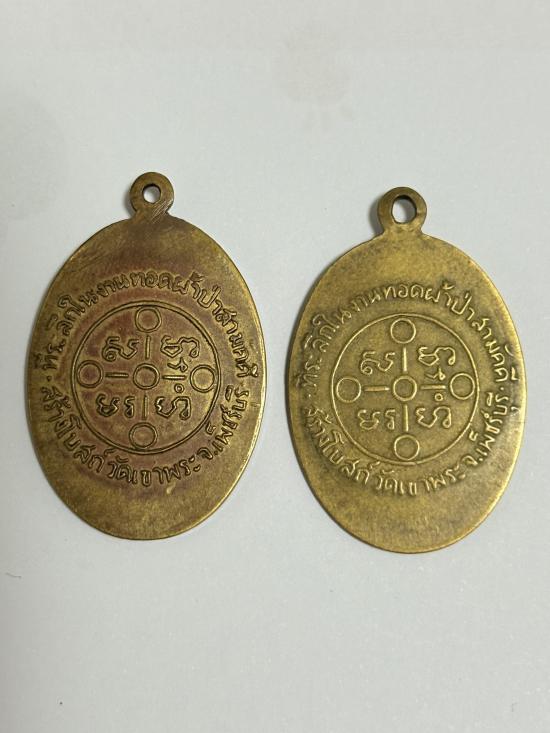 ที่ระลึกในงานทอดผ้าป่าสามัคคี
สร้างโบสถ์วัดเขาพระ จ.เพ็ชร์บุรี
ที่ระลึกในงานทอดผ้าป่าสามัคคี
สร้างโบสถ์วัดเขาพระ จ.เพ็ชร์บุรี